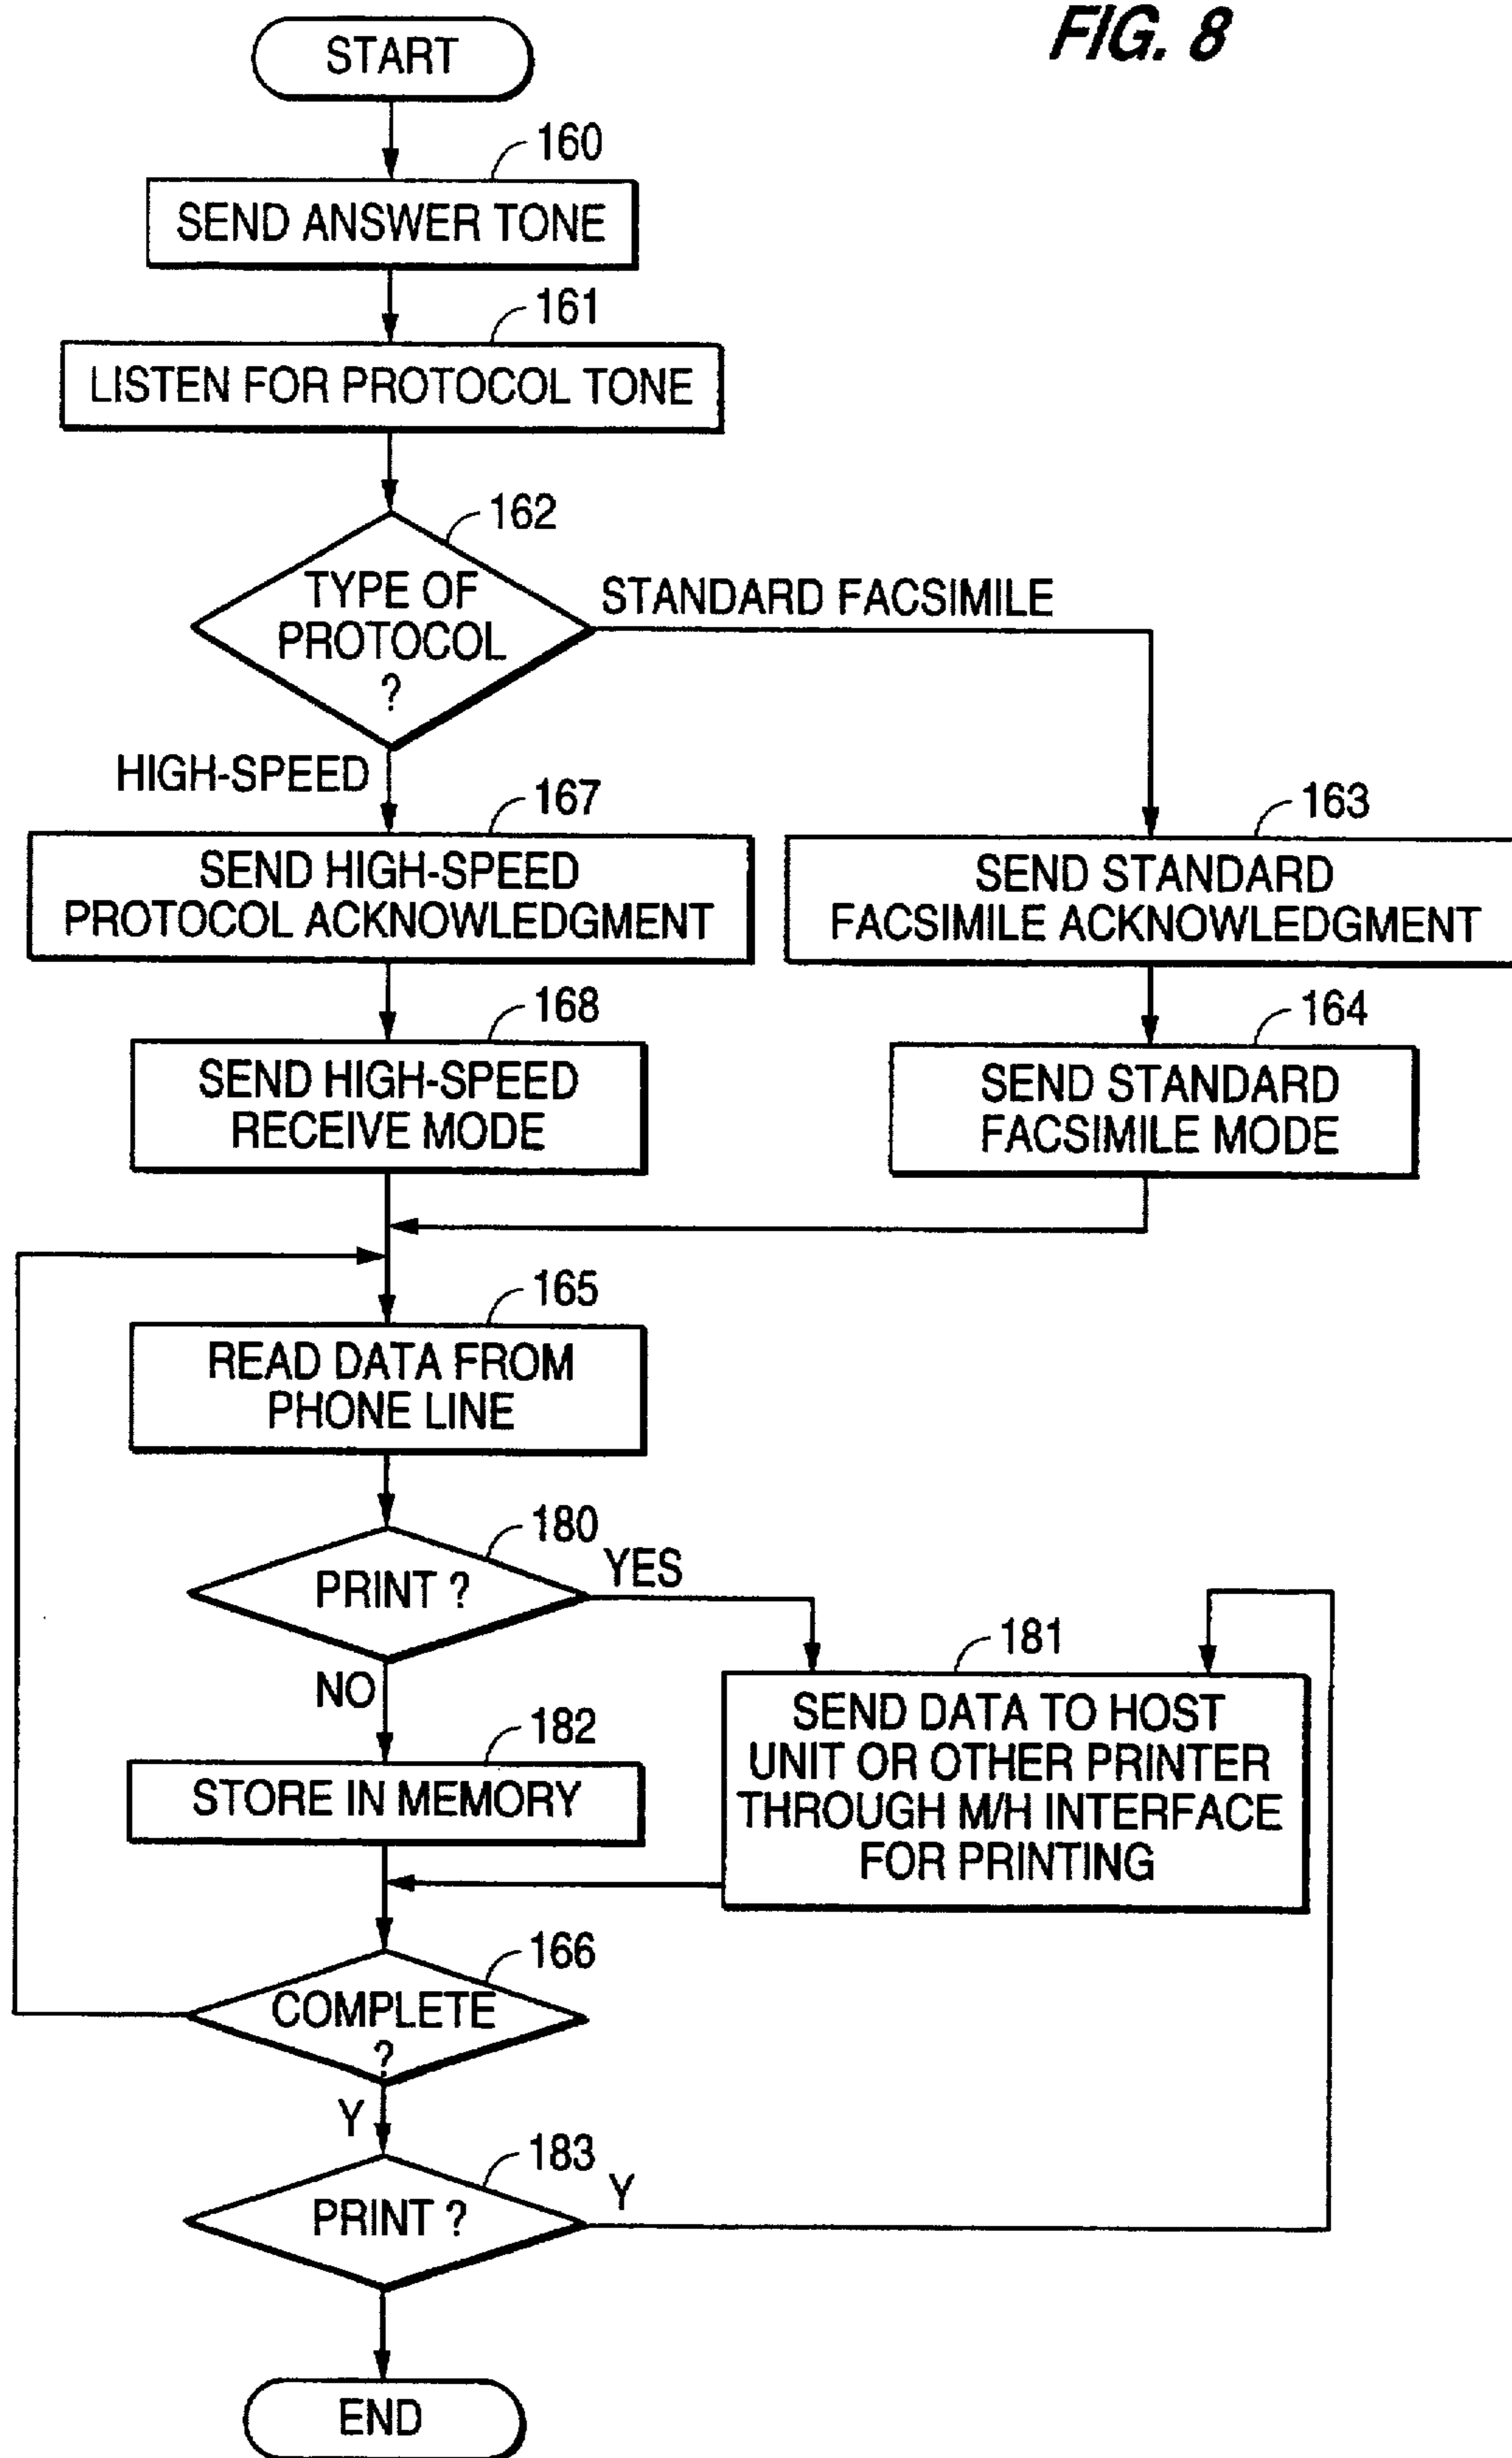 FIG. 8
START
160
SEND ANSWER TONE
161
LISTEN FOR PROTOCOL TONE
162
TYPE OF
PROTOCOL
?
STANDARD FACSIMILE
HIGH-SPEED
167
SEND HIGH-SPEED
PROTOCOL ACKNOWLEDGMENT
163
SEND STANDARD
FACSIMILE ACKNOWLEDGMENT
168
SEND HIGH-SPEED
RECEIVE MODE
164
SEND STANDARD
FACSIMILE MODE
165
READ DATA FROM
PHONE LINE
180
PRINT ?
YES
NO
181
SEND DATA TO HOST
UNIT OR OTHER PRINTER
THROUGH M/H INTERFACE
FOR PRINTING
182
STORE IN MEMORY
166
COMPLETE
?
Y
183
PRINT ?
Y
END